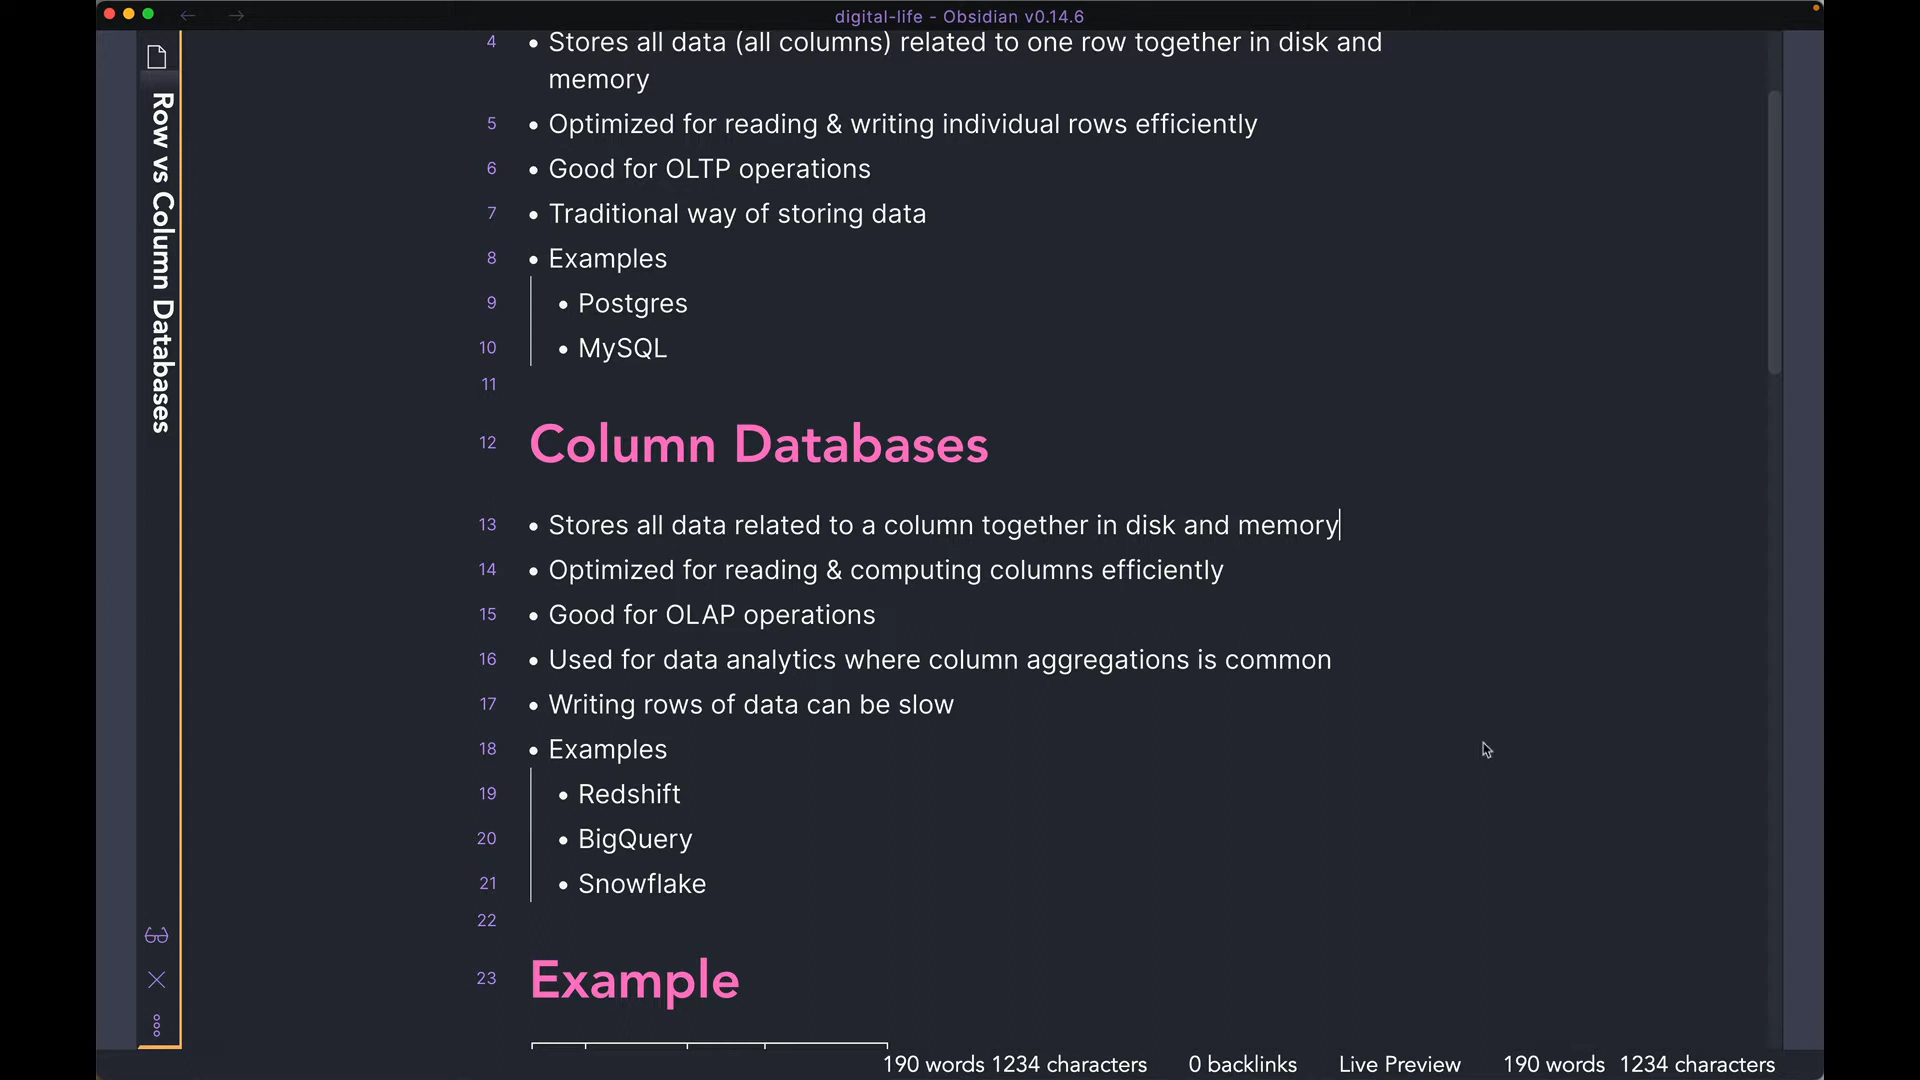 digital-life - Obsidian v0.14.6
Row vs Column Databases
4 • Stores all data (all columns) related to one row together in disk and
memory
5 • Optimized for reading & writing individual rows efficiently
6 • Good for OLTP operations
7 • Traditional way of storing data
8 • Examples
9 • Postgres
10 • MySQL
11
12 Column Databases
13 • Stores all data related to a column together in disk and memory
14 • Optimized for reading & computing columns efficiently
15 • Good for OLAP operations
16 • Used for data analytics where column aggregations is common
17 • Writing rows of data can be slow
18 • Examples
19 • Redshift
20 • BigQuery
21 • Snowflake
22
23 Example
190 words 1234 characters 0 backlinks Live Preview 190 words 1234 characters